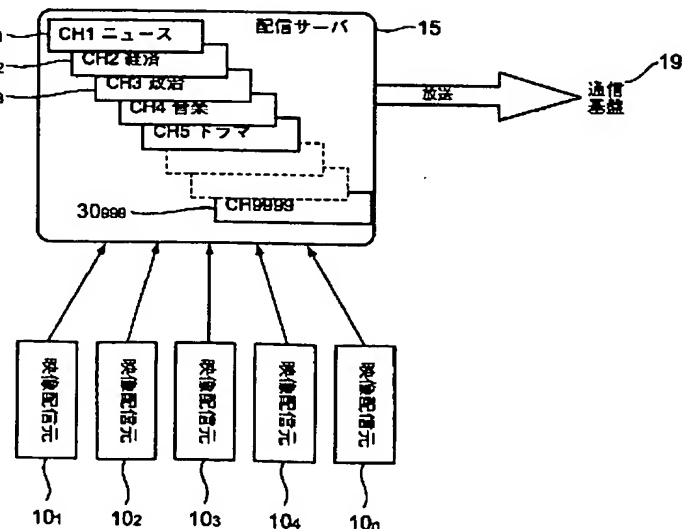 配信サーバ
15
CH1 ニュース
CH2 経済
CH3 政治
CH4 音楽
CH5 ドラマ
CH9999
30999
放送
通信
基盤
19
映像配信元
映像配信元
映像配信元
映像配信元
映像配信元
101
102
103
104
10n